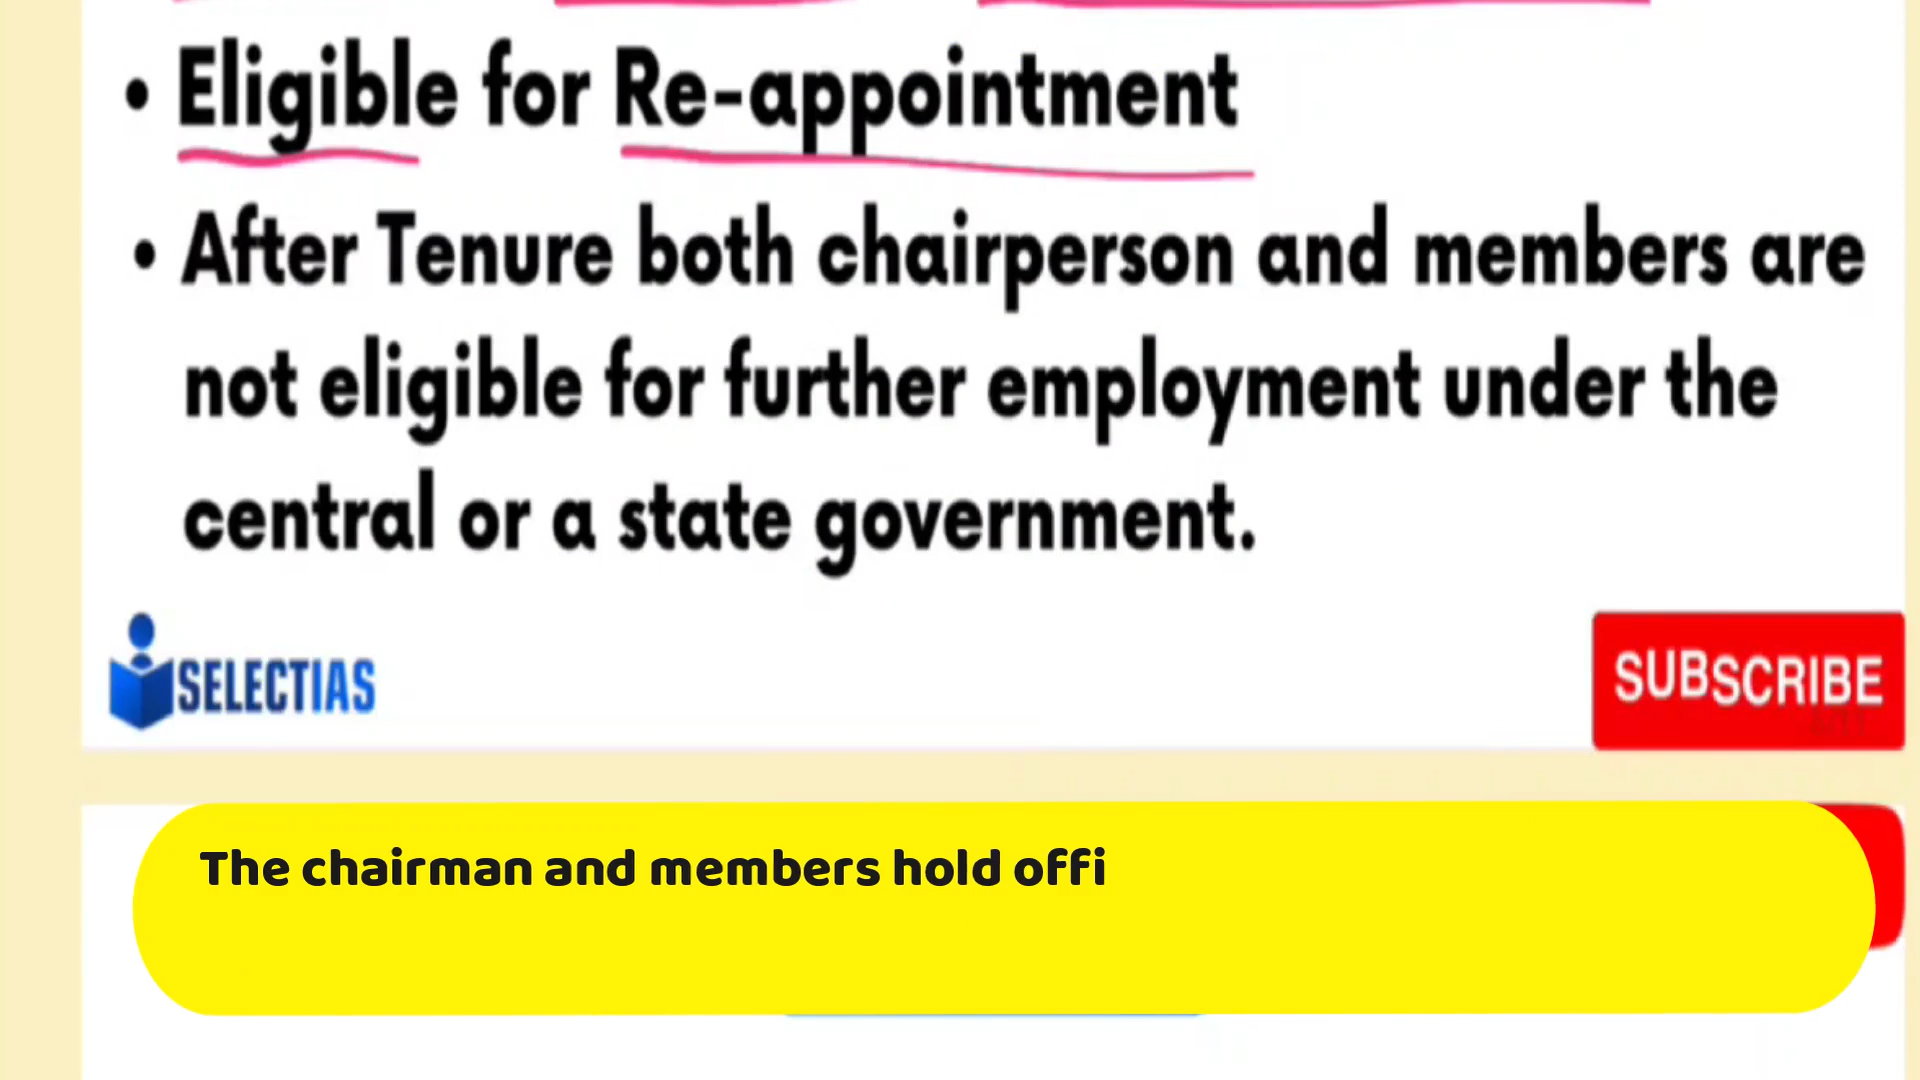 • Eligible for Re-appointment
• After Tenure both chairperson and members are
not eligible for further employment under the
central or a state government.
SELECTIAS
SUBSCRIBE
The chairman and members hold offi